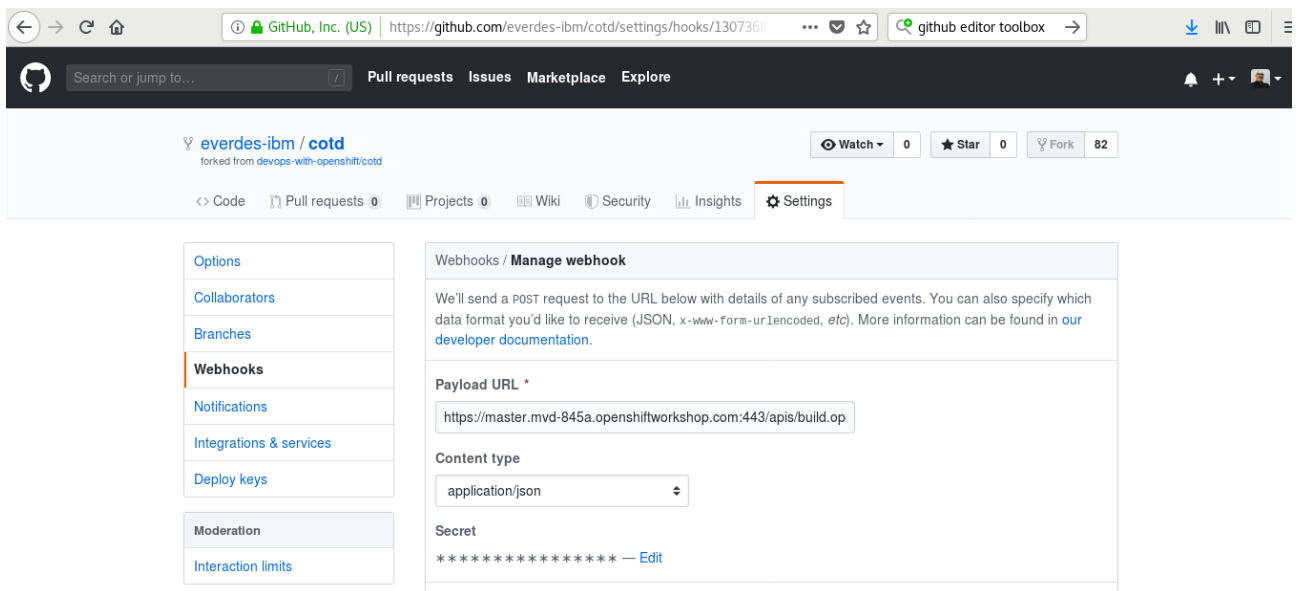 GitHub, Inc. (US) https://github.com/everdes-ibm/cotd/settings/hooks/1307368 github editor toolbox
Search or jump to... / Pull requests Issues Marketplace Explore
everdes-ibm / cotd Watch 0 Star 0 Fork 82
forked from devops-with-openshift/cotd
Code Pull requests 0 Projects 0 Wiki Security Insights Settings
Options
Collaborators
Branches
Webhooks
Notifications
Integrations & services
Deploy keys
Moderation
Interaction limits
Webhooks / Manage webhook
We'll send a POST request to the URL below with details of any subscribed events. You can also specify which
data format you'd like to receive (JSON, x-www-form-urlencoded, etc). More information can be found in our
developer documentation.
Payload URL *
https://master.mvd-845a.openshiftworkshop.com:443/apis/build.op
Content type
application/json
Secret
**************** — Edit